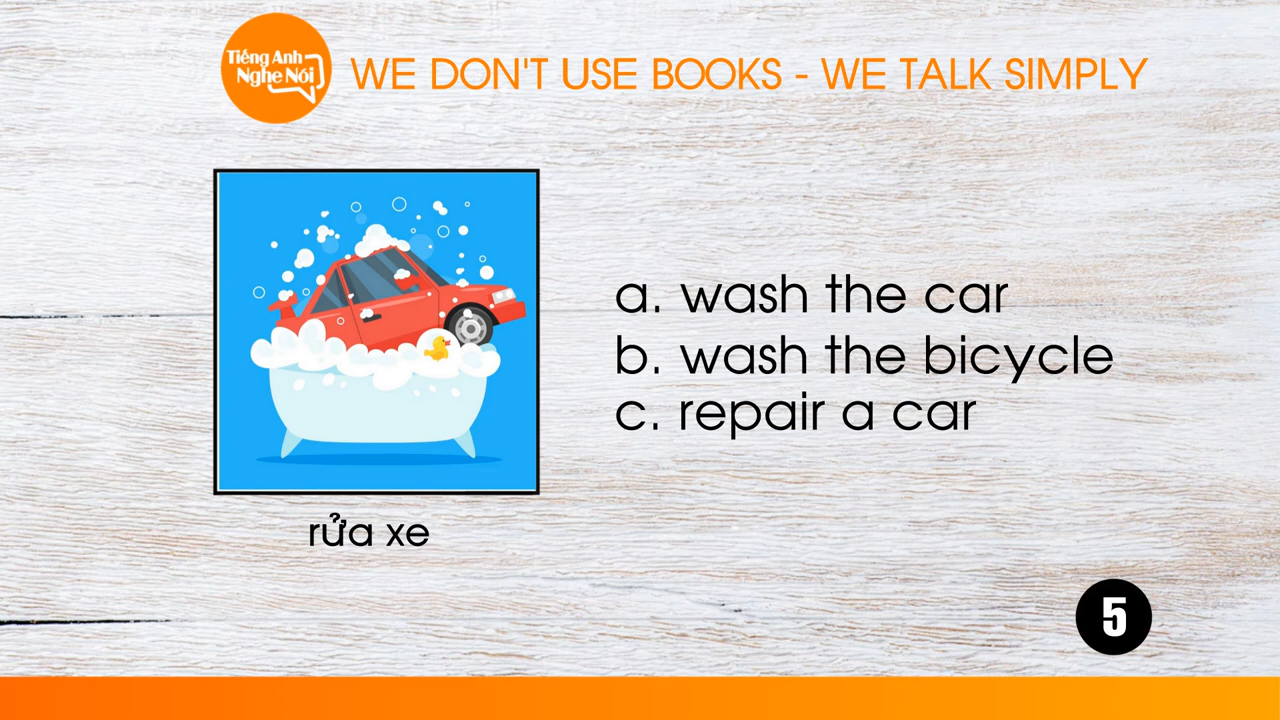 Tiếng Anh
Nghe Nói
WE DON'T USE BOOKS - WE TALK SIMPLY
a. wash the car
b. wash the bicycle
c. repair a car
rửa xe
5